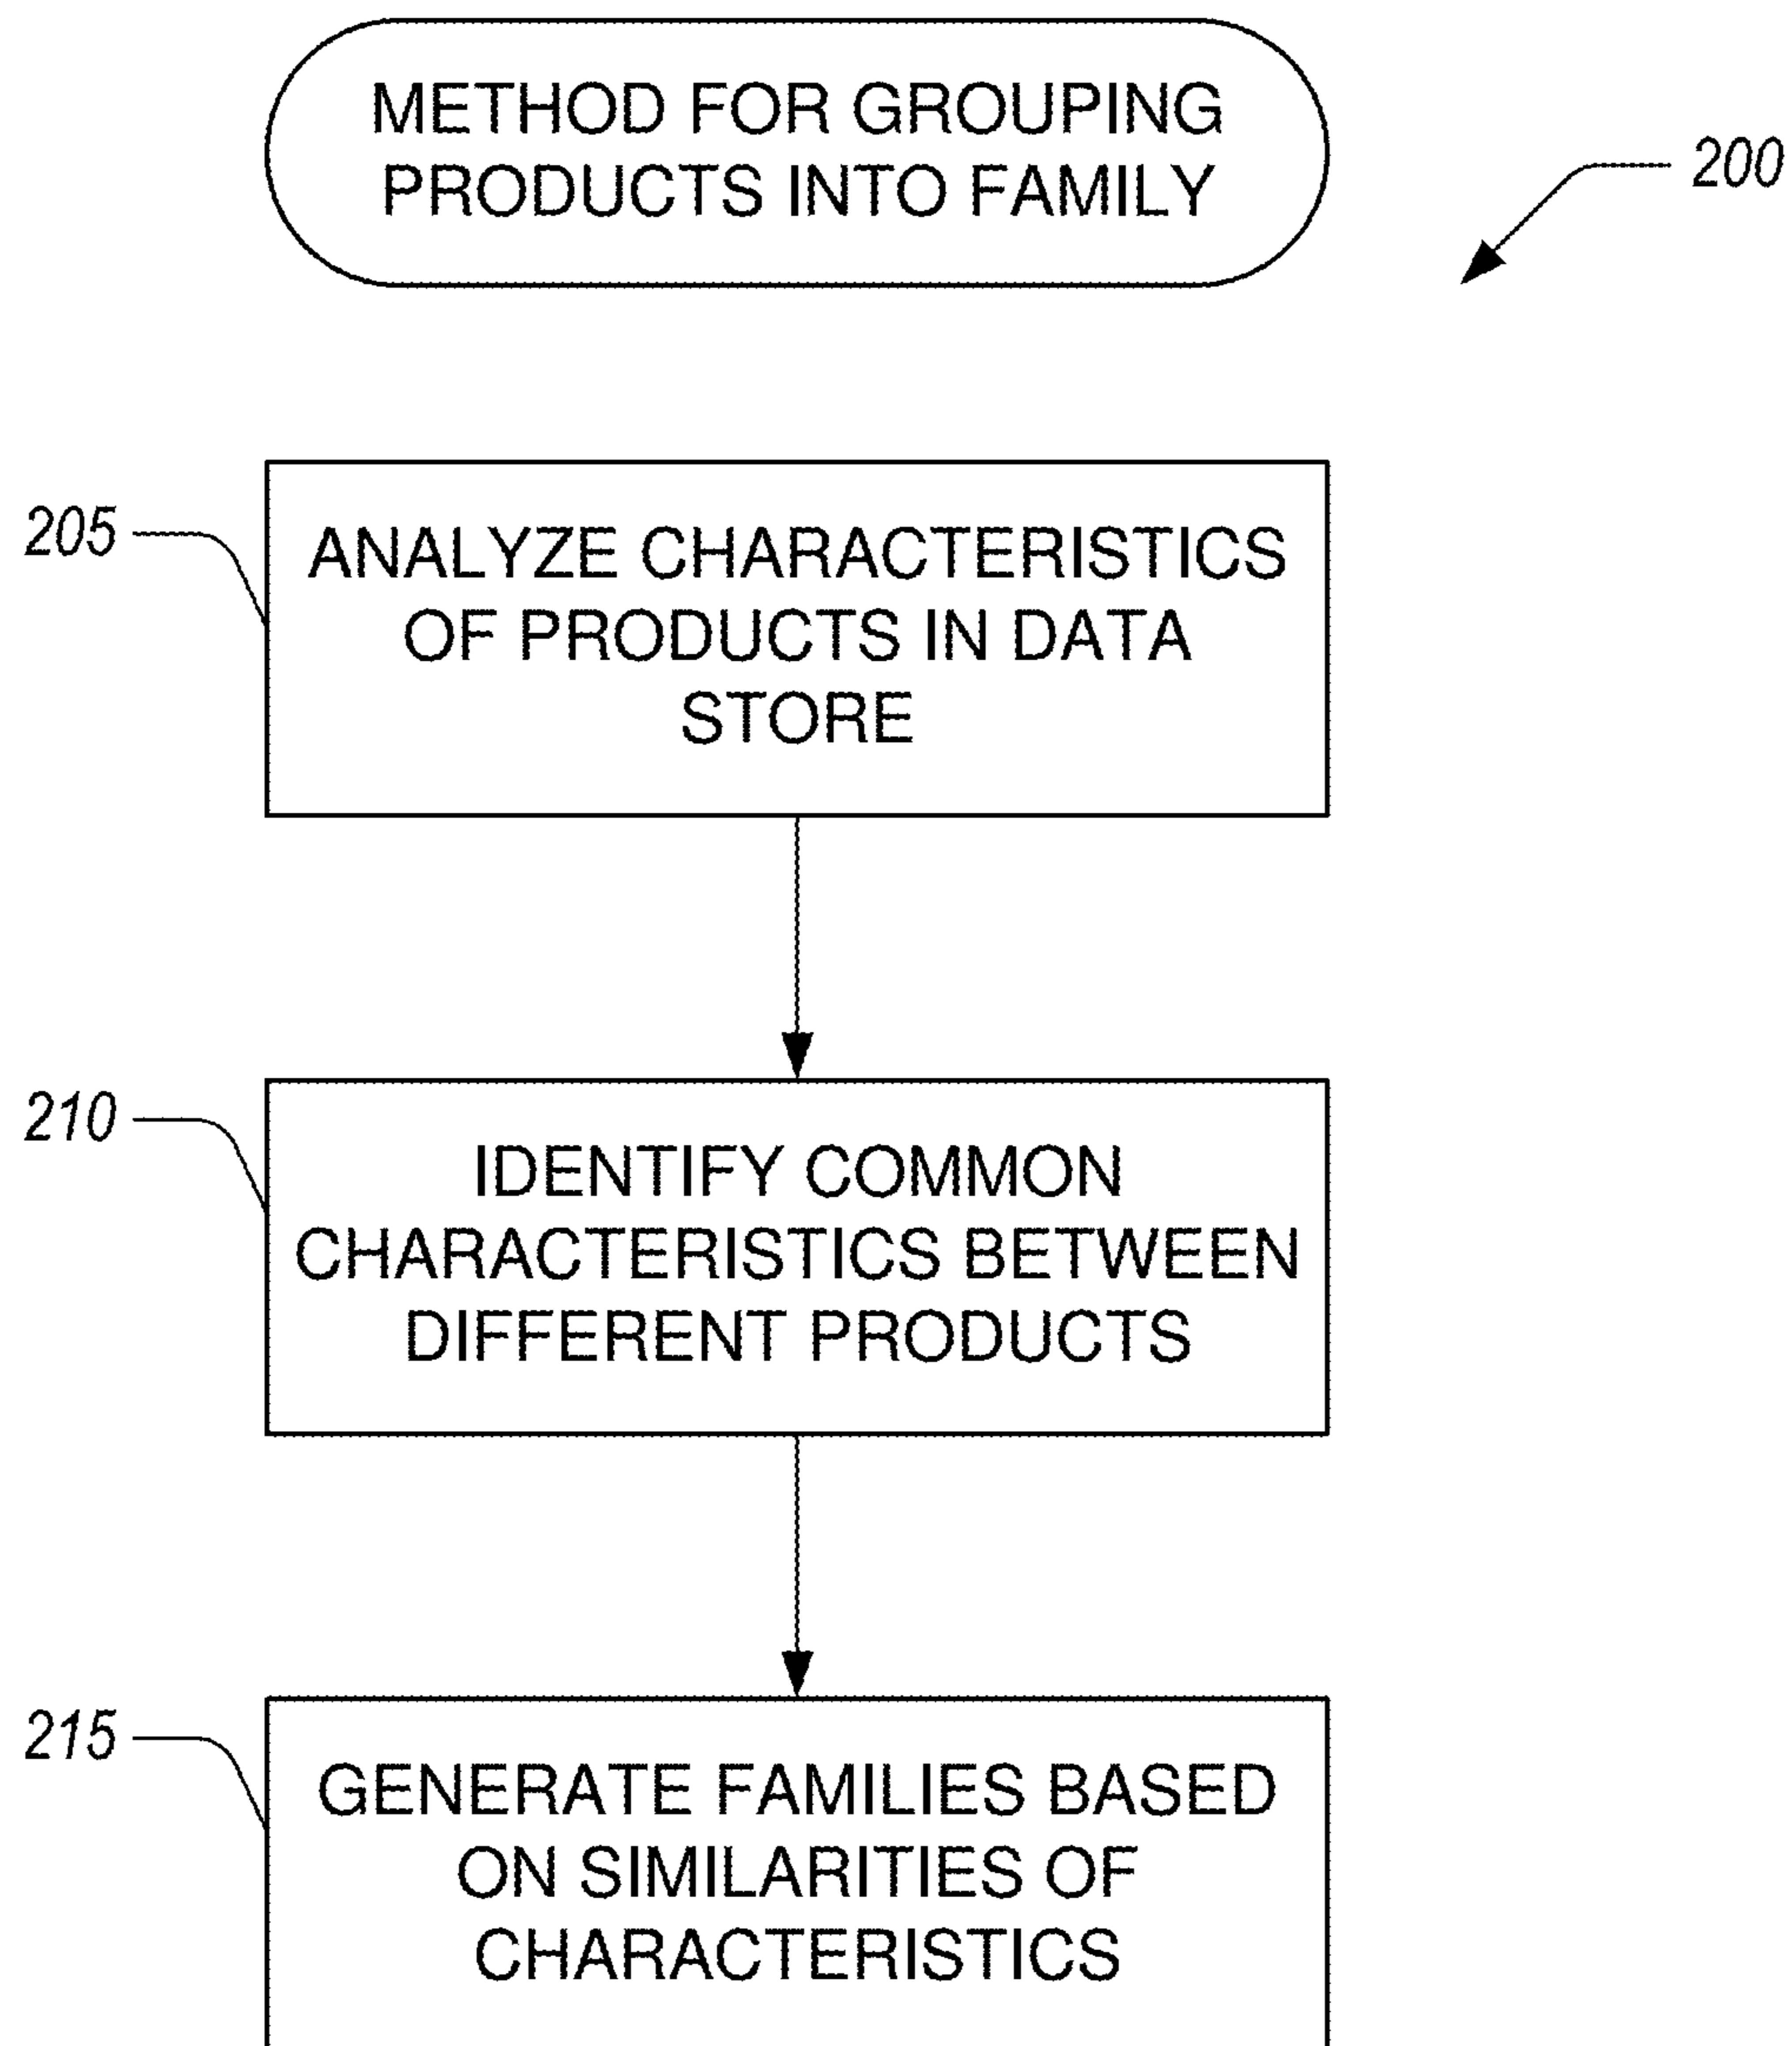 METHOD FOR GROUPING
PRODUCTS INTO FAMILY
200
205
ANALYZE CHARACTERISTICS
OF PRODUCTS IN DATA
STORE
210
IDENTIFY COMMON
CHARACTERISTICS BETWEEN
DIFFERENT PRODUCTS
215
GENERATE FAMILIES BASED
ON SIMILARITIES OF
CHARACTERISTICS